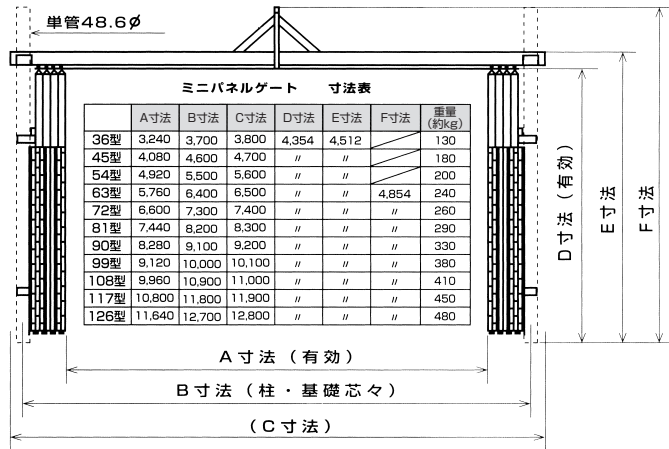 単管48.6φ
ミニパネルゲート 寸法表
A寸法 B寸法 C寸法 D寸法 E寸法 F寸法 重量(約kg)
36型 3,240 3,700 3,800 4,354 4,512 130
45型 4,080 4,600 4,700 〃 〃 180
54型 4,920 5,500 5,600 〃 〃 200
63型 5,760 6,400 6,500 〃 〃 4,854 240
72型 6,600 7,300 7,400 〃 〃 〃 260
81型 7,440 8,200 8,300 〃 〃 〃 290
90型 8,280 9,100 9,200 〃 〃 〃 330
99型 9,120 10,000 10,100 〃 〃 〃 380
108型 9,960 10,900 11,000 〃 〃 〃 410
117型 10,800 11,800 11,900 〃 〃 〃 450
126型 11,640 12,700 12,800 〃 〃 〃 480
D寸法(有効)
E寸法
F寸法
A寸法(有効)
B寸法(柱・基礎芯々)
(C寸法)